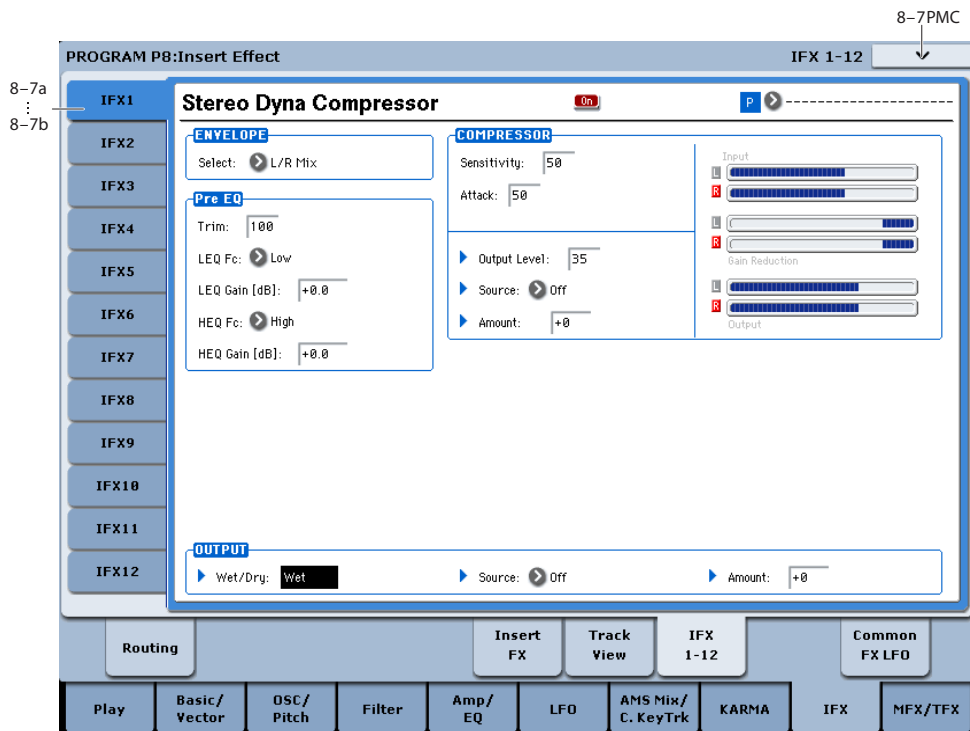 8–7PMC
PROGRAM P8:Insert Effect
IFX 1-12
8–7a
⋮
8–7b
IFX1
IFX2
IFX3
IFX4
IFX5
IFX6
IFX7
IFX8
IFX9
IFX10
IFX11
IFX12
Stereo Dyna Compressor
On
P
--------------------
ENVELOPE
Select: L/R Mix
Pre EQ
Trim: 100
LEQ Fc: Low
LEQ Gain [dB]: +0.0
HEQ Fc: High
HEQ Gain [dB]: +0.0
COMPRESSOR
Sensitivity: 50
Attack: 50
Output Level: 35
Source: Off
Amount: +0
Input
L
R
L
R
Gain Reduction
L
R
Output
OUTPUT
Wet/Dry: Wet
Source: Off
Amount: +0
Routing
Insert
FX
Track
View
IFX
1-12
Common
FX LFO
Play
Basic/
Vector
OSC/
Pitch
Filter
Amp/
EQ
LFO
AMS Mix/
C. KeyTrk
KARMA
IFX
MFX/TFX